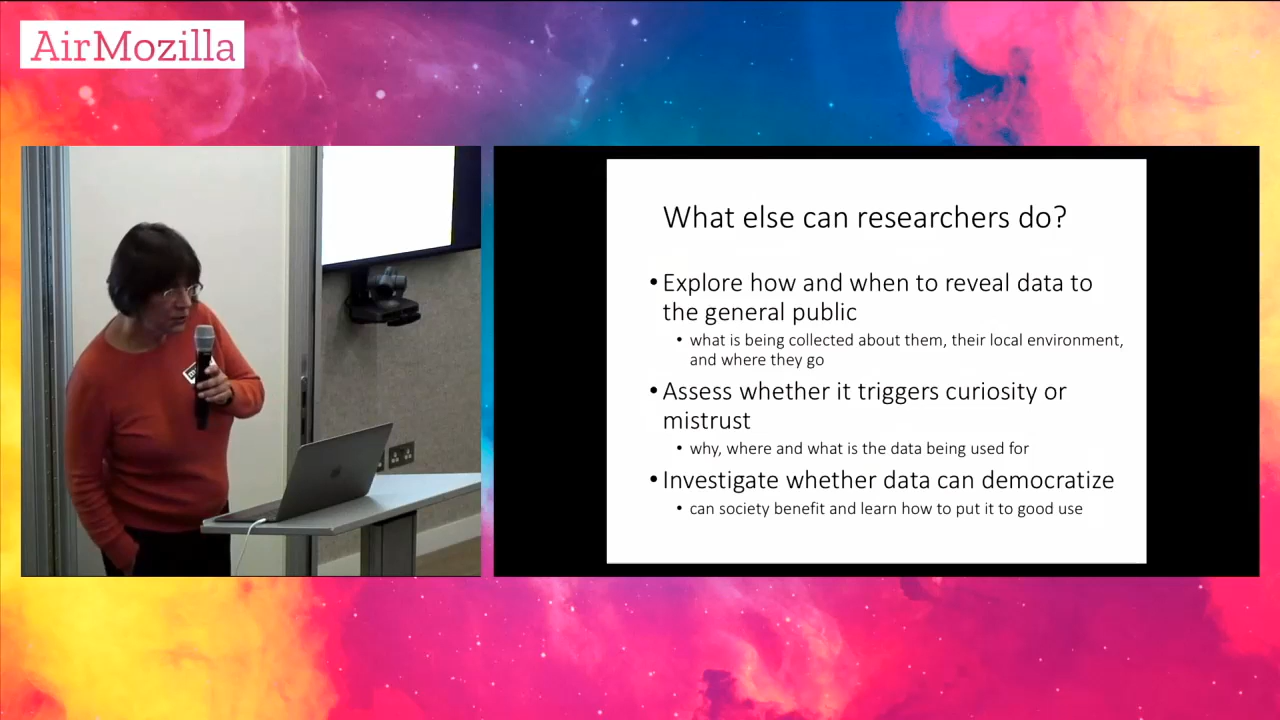 AirMozilla
What else can researchers do?
• Explore how and when to reveal data to
the general public
• what is being collected about them, their local environment,
and where they go
• Assess whether it triggers curiosity or
mistrust
• why, where and what is the data being used for
• Investigate whether data can democratize
• can society benefit and learn how to put it to good use